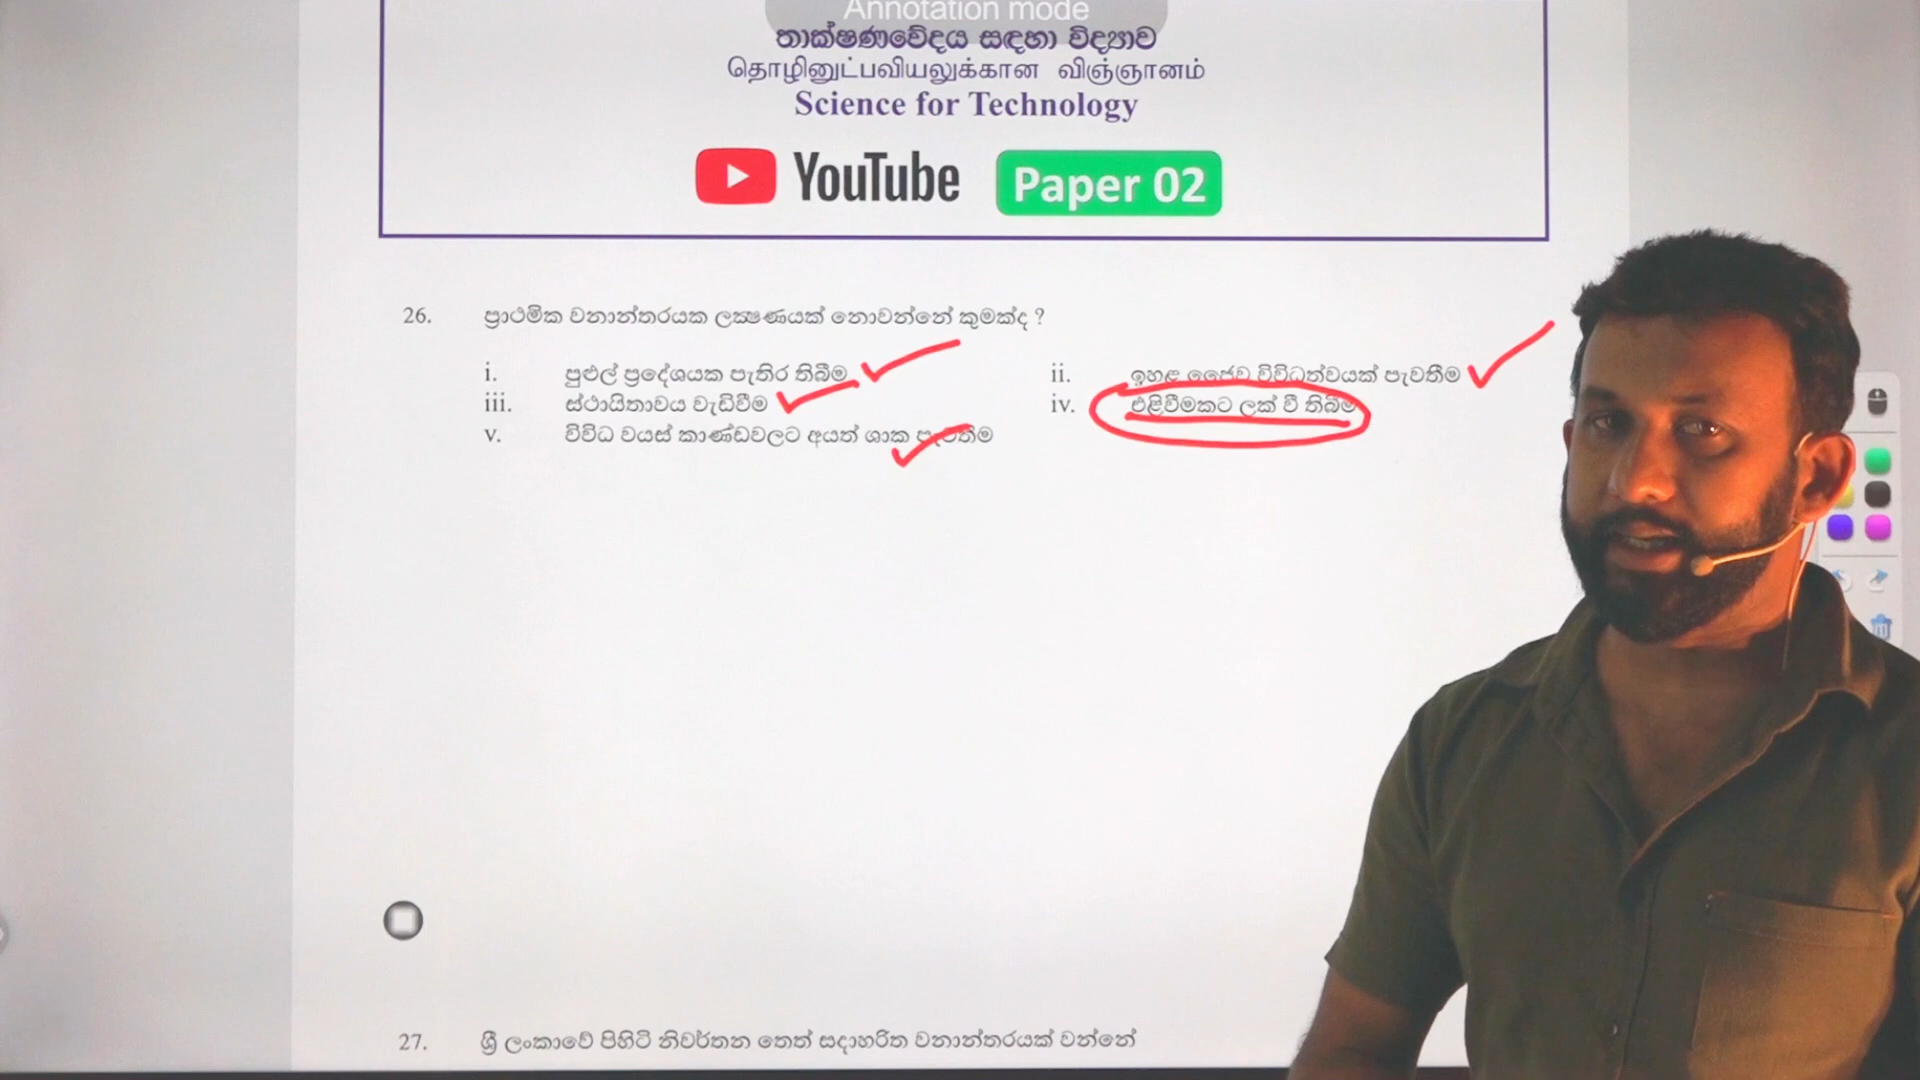 Annotation mode
තාක්ෂණවේදය සඳහා විද්‍යාව
தொழினுட்பவியலுக்கான விஞ்ஞானம்
Science for Technology
YouTube Paper 02
26. ප්‍රාථමික වනාන්තරයක ලක්‍ෂණයක් නොවන්නේ කුමක්ද ?
i. පුළුල් ප්‍රදේශයක පැතිර තිබීම
ii. ඉහළ ජෛව විවිධත්වයක් පැවතීම
iii. ස්ථායිතාවය වැඩිවීම
iv. එළිවීමකට ලක් වී තිබීම
v. විවිධ වයස් කාණ්ඩවලට අයත් ශාක පැවතීම
27. ශ්‍රී ලංකාවේ පිහිටි නිවර්තන තෙත් සදාහරිත වනාන්තරයක් වන්නේ